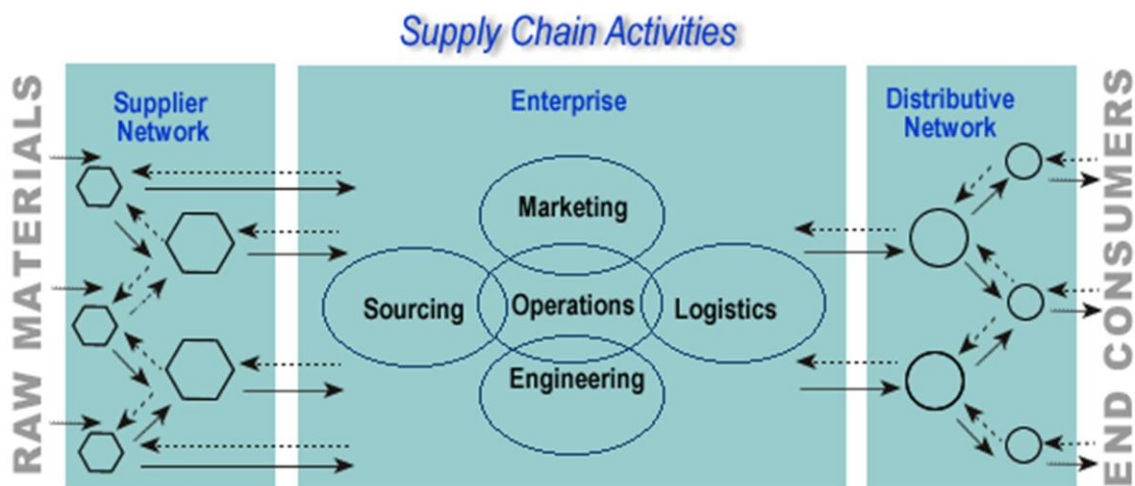 Supply Chain Activities
RAW MATERIALS
Supplier
Network
Enterprise
Marketing
Sourcing
Operations
Logistics
Engineering
Distributive
Network
END CONSUMERS